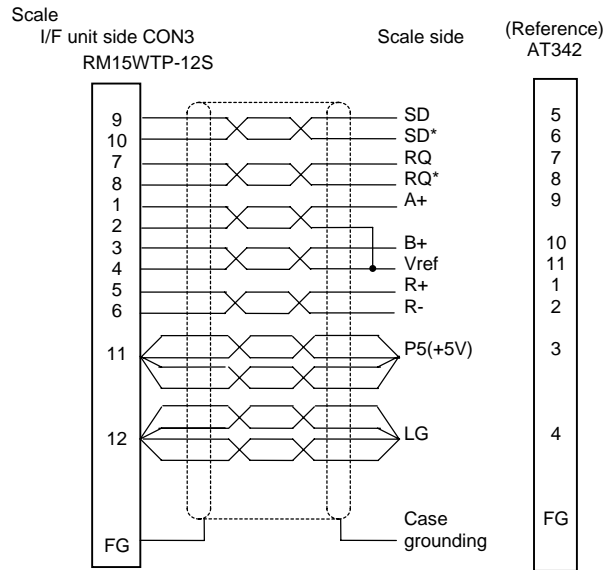 Scale
I/F unit side CON3
RM15WTP-12S
Scale side
(Reference)
AT342
9 SD 5
10 SD* 6
7 RQ 7
8 RQ* 8
1 A+ 9
2
3 B+ 10
4 Vref 11
5 R+ 1
6 R- 2
11 P5(+5V) 3
12 LG 4
FG Case grounding FG